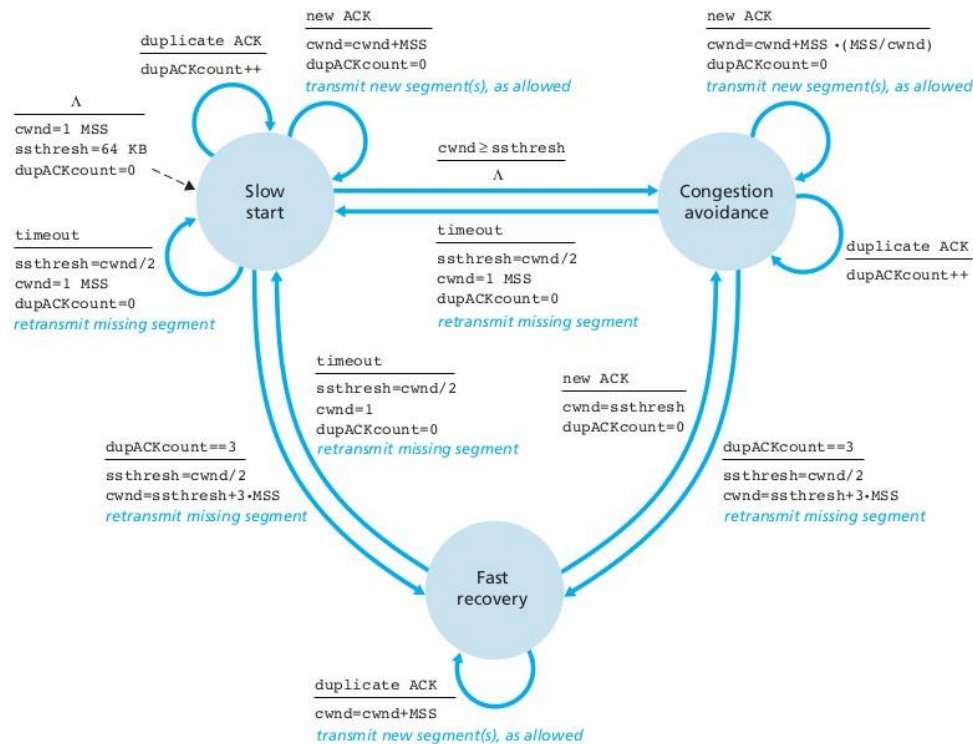 duplicate ACK
dupACKcount++
new ACK
cwnd=cwnd+MSS
dupACKcount=0
transmit new segment(s), as allowed
new ACK
cwnd=cwnd+MSS •(MSS/cwnd)
dupACKcount=0
transmit new segment(s), as allowed
Λ
cwnd=1 MSS
ssthresh=64 KB
dupACKcount=0
Slow
start
cwnd≥ssthresh
Λ
Congestion
avoidance
timeout
ssthresh=cwnd/2
cwnd=1 MSS
dupACKcount=0
retransmit missing segment
timeout
ssthresh=cwnd/2
cwnd=1 MSS
dupACKcount=0
retransmit missing segment
duplicate ACK
dupACKcount++
timeout
ssthresh=cwnd/2
cwnd=1
dupACKcount=0
retransmit missing segment
new ACK
cwnd=ssthresh
dupACKcount=0
dupACKcount==3
ssthresh=cwnd/2
cwnd=ssthresh+3•MSS
retransmit missing segment
dupACKcount==3
ssthresh=cwnd/2
cwnd=ssthresh+3•MSS
retransmit missing segment
Fast
recovery
duplicate ACK
cwnd=cwnd+MSS
transmit new segment(s), as allowed